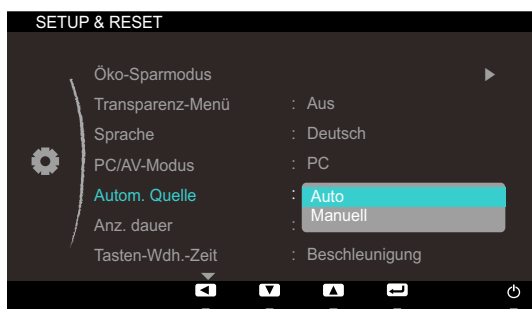 SETUP & RESET
Öko-Sparmodus
Transparenz-Menü : Aus
Sprache : Deutsch
PC/AV-Modus : PC
Autom. Quelle : Auto
Manuell
Anz. dauer :
Tasten-Wdh.-Zeit : Beschleunigung